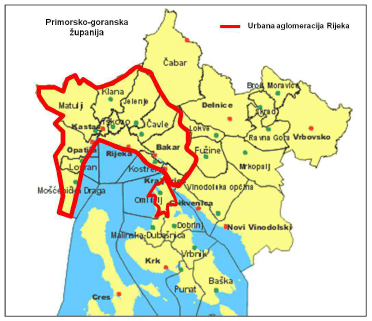 Primorsko-goranska
županija
Urbana aglomeracija Rijeka
Čabar
Klana
Brod Moravice
Matulji
Jelenje
Delnice
Skrad
Kastav
Viškovo
Čavle
Lokve
Ravna Gora
Vrbovsko
Opatija
Rijeka
Bakar
Fužine
Lovran
Kostrena
Mrkopalj
Mošćenička Draga
Kraljevica
Vinodolska općina
Omišalj
Crikvenica
Dobrinj
Novi Vinodolski
Malinska-Dubašnica
Vrbnik
Krk
Baška
Cres
Punat